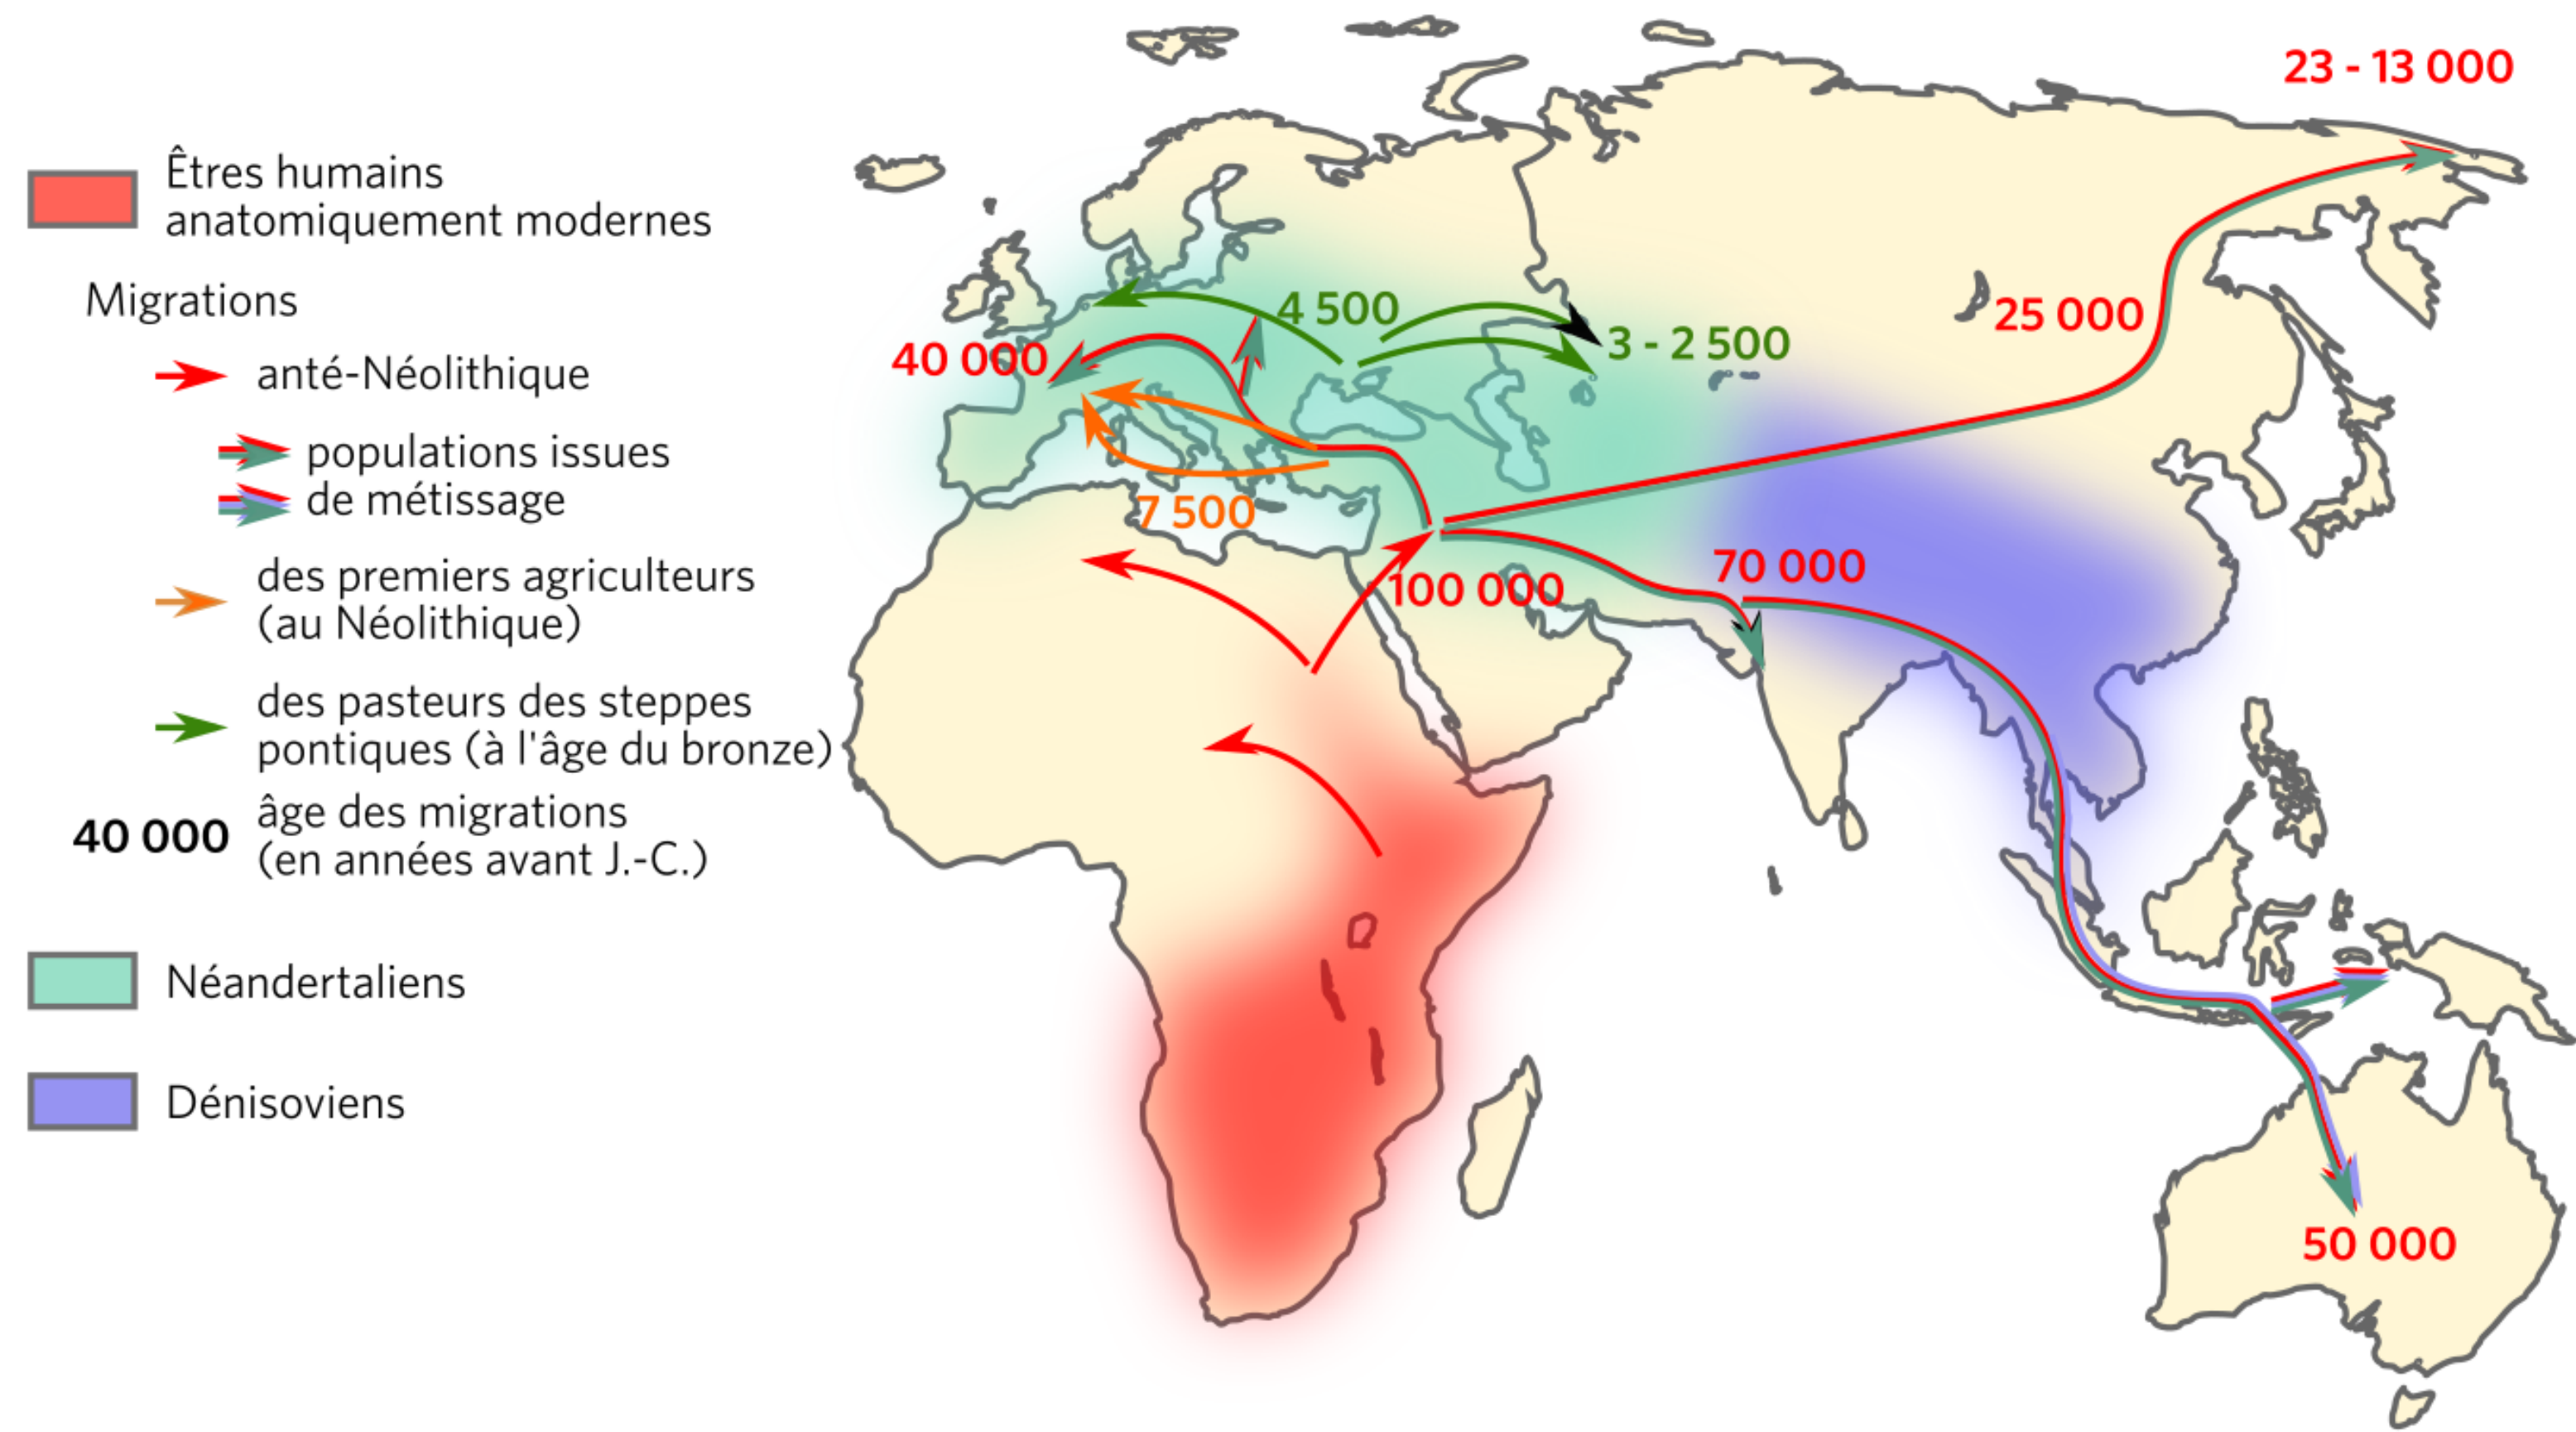 Êtres humains
anatomiquement modernes
Migrations
anté-Néolithique
populations issues
de métissage
des premiers agriculteurs
(au Néolithique)
des pasteurs des steppes
pontiques (à l'âge du bronze)
40 000
âge des migrations
(en années avant J.-C.)
Néandertaliens
Dénisoviens
23 - 13 000
4 500
25 000
3 - 2 500
40 000
7 500
70 000
100 000
50 000